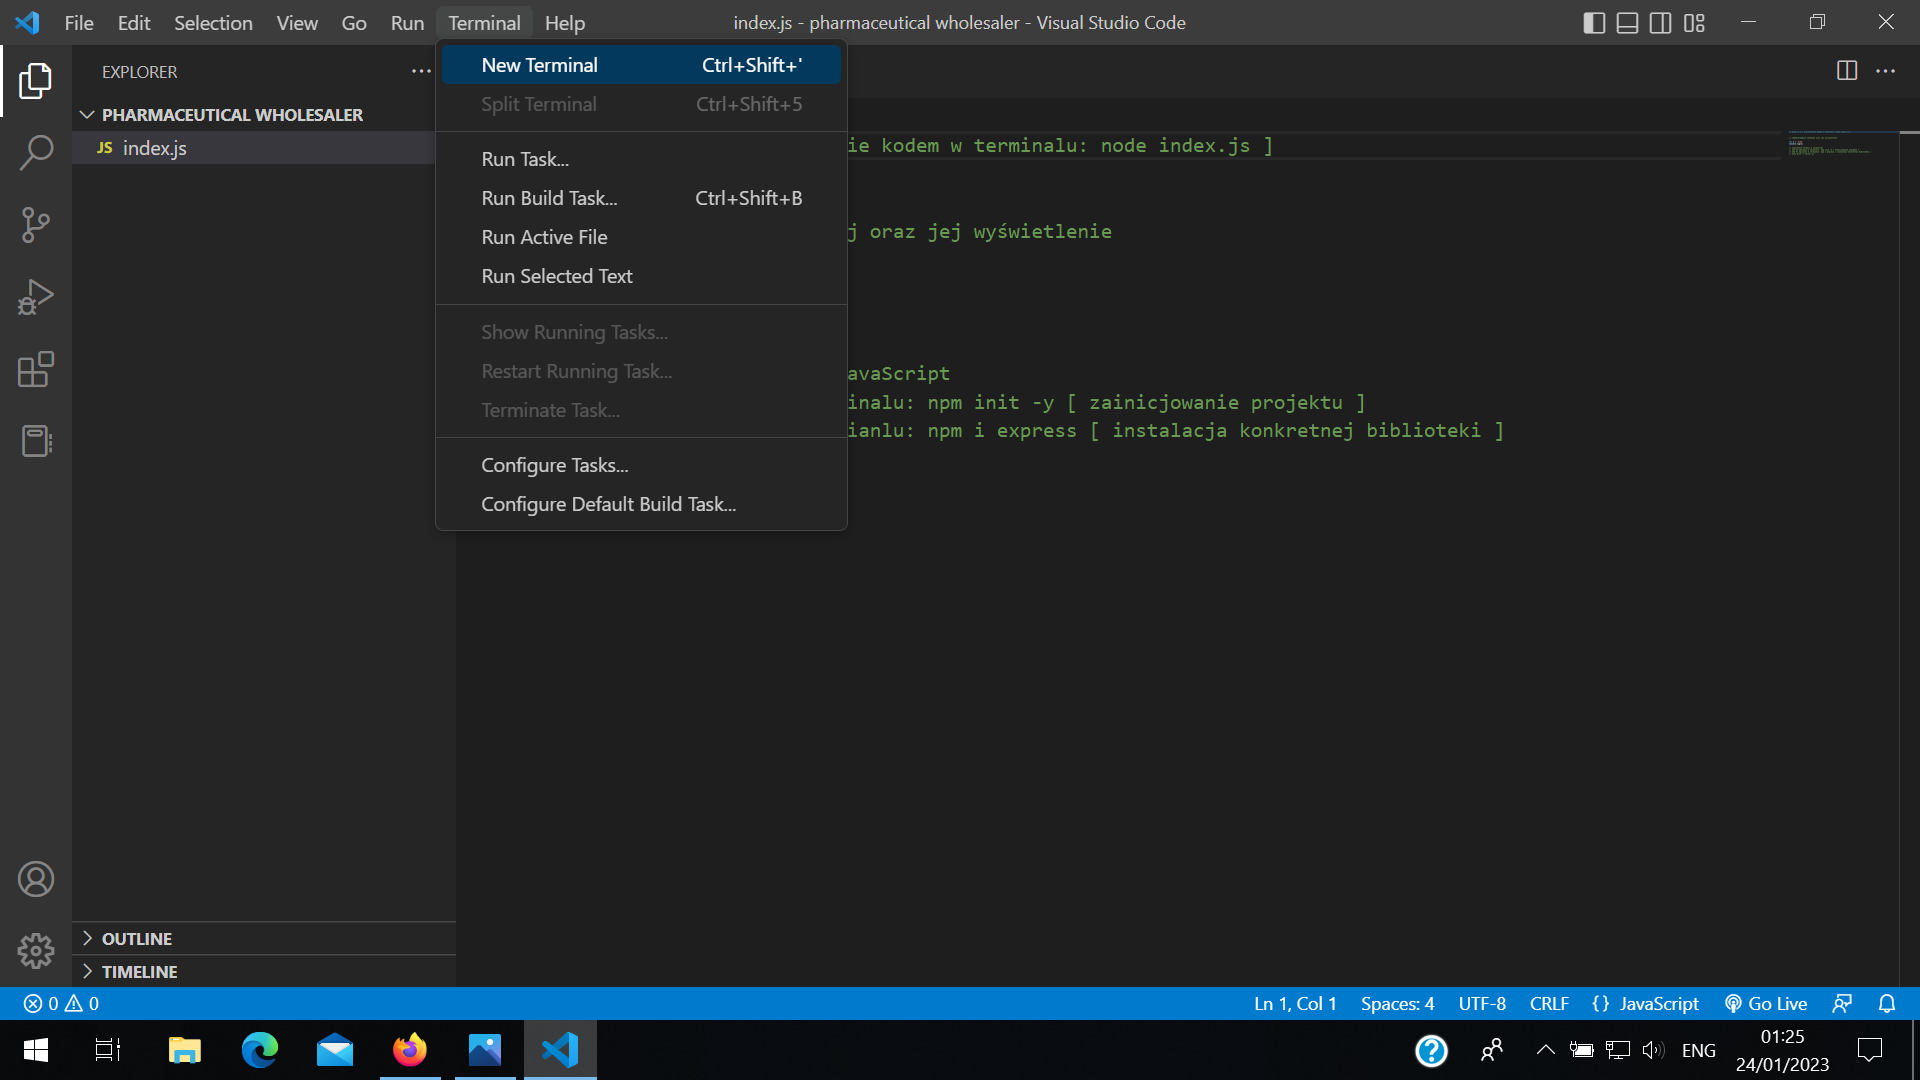 File Edit Selection View Go Run Terminal Help index.js - pharmaceutical wholesaler - Visual Studio Code
EXPLORER
PHARMACEUTICAL WHOLESALER
JS index.js
New Terminal Ctrl+Shift+'
Split Terminal Ctrl+Shift+5
Run Task...
Run Build Task... Ctrl+Shift+B
Run Active File
Run Selected Text
Show Running Tasks...
Restart Running Task...
Terminate Task...
Configure Tasks...
Configure Default Build Task...
ie kodem w terminalu: node index.js ]
j oraz jej wyświetlenie
avaScript
inalu: npm init -y [ zainicjowanie projektu ]
ianlu: npm i express [ instalacja konkretnej biblioteki ]
OUTLINE
TIMELINE
0 0 Ln 1, Col 1 Spaces: 4 UTF-8 CRLF {} JavaScript Go Live
? ENG 01:25
24/01/2023